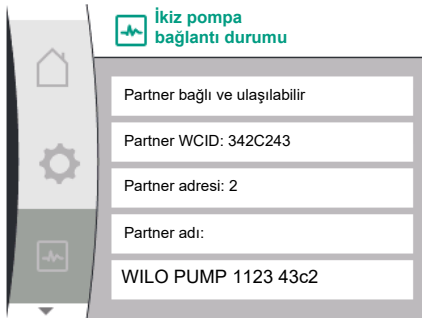 İkiz pompa
bağlantı durumu
Partner bağlı ve ulaşılabilir
Partner WCID: 342C243
Partner adresi: 2
Partner adı:
WILO PUMP 1123 43c2